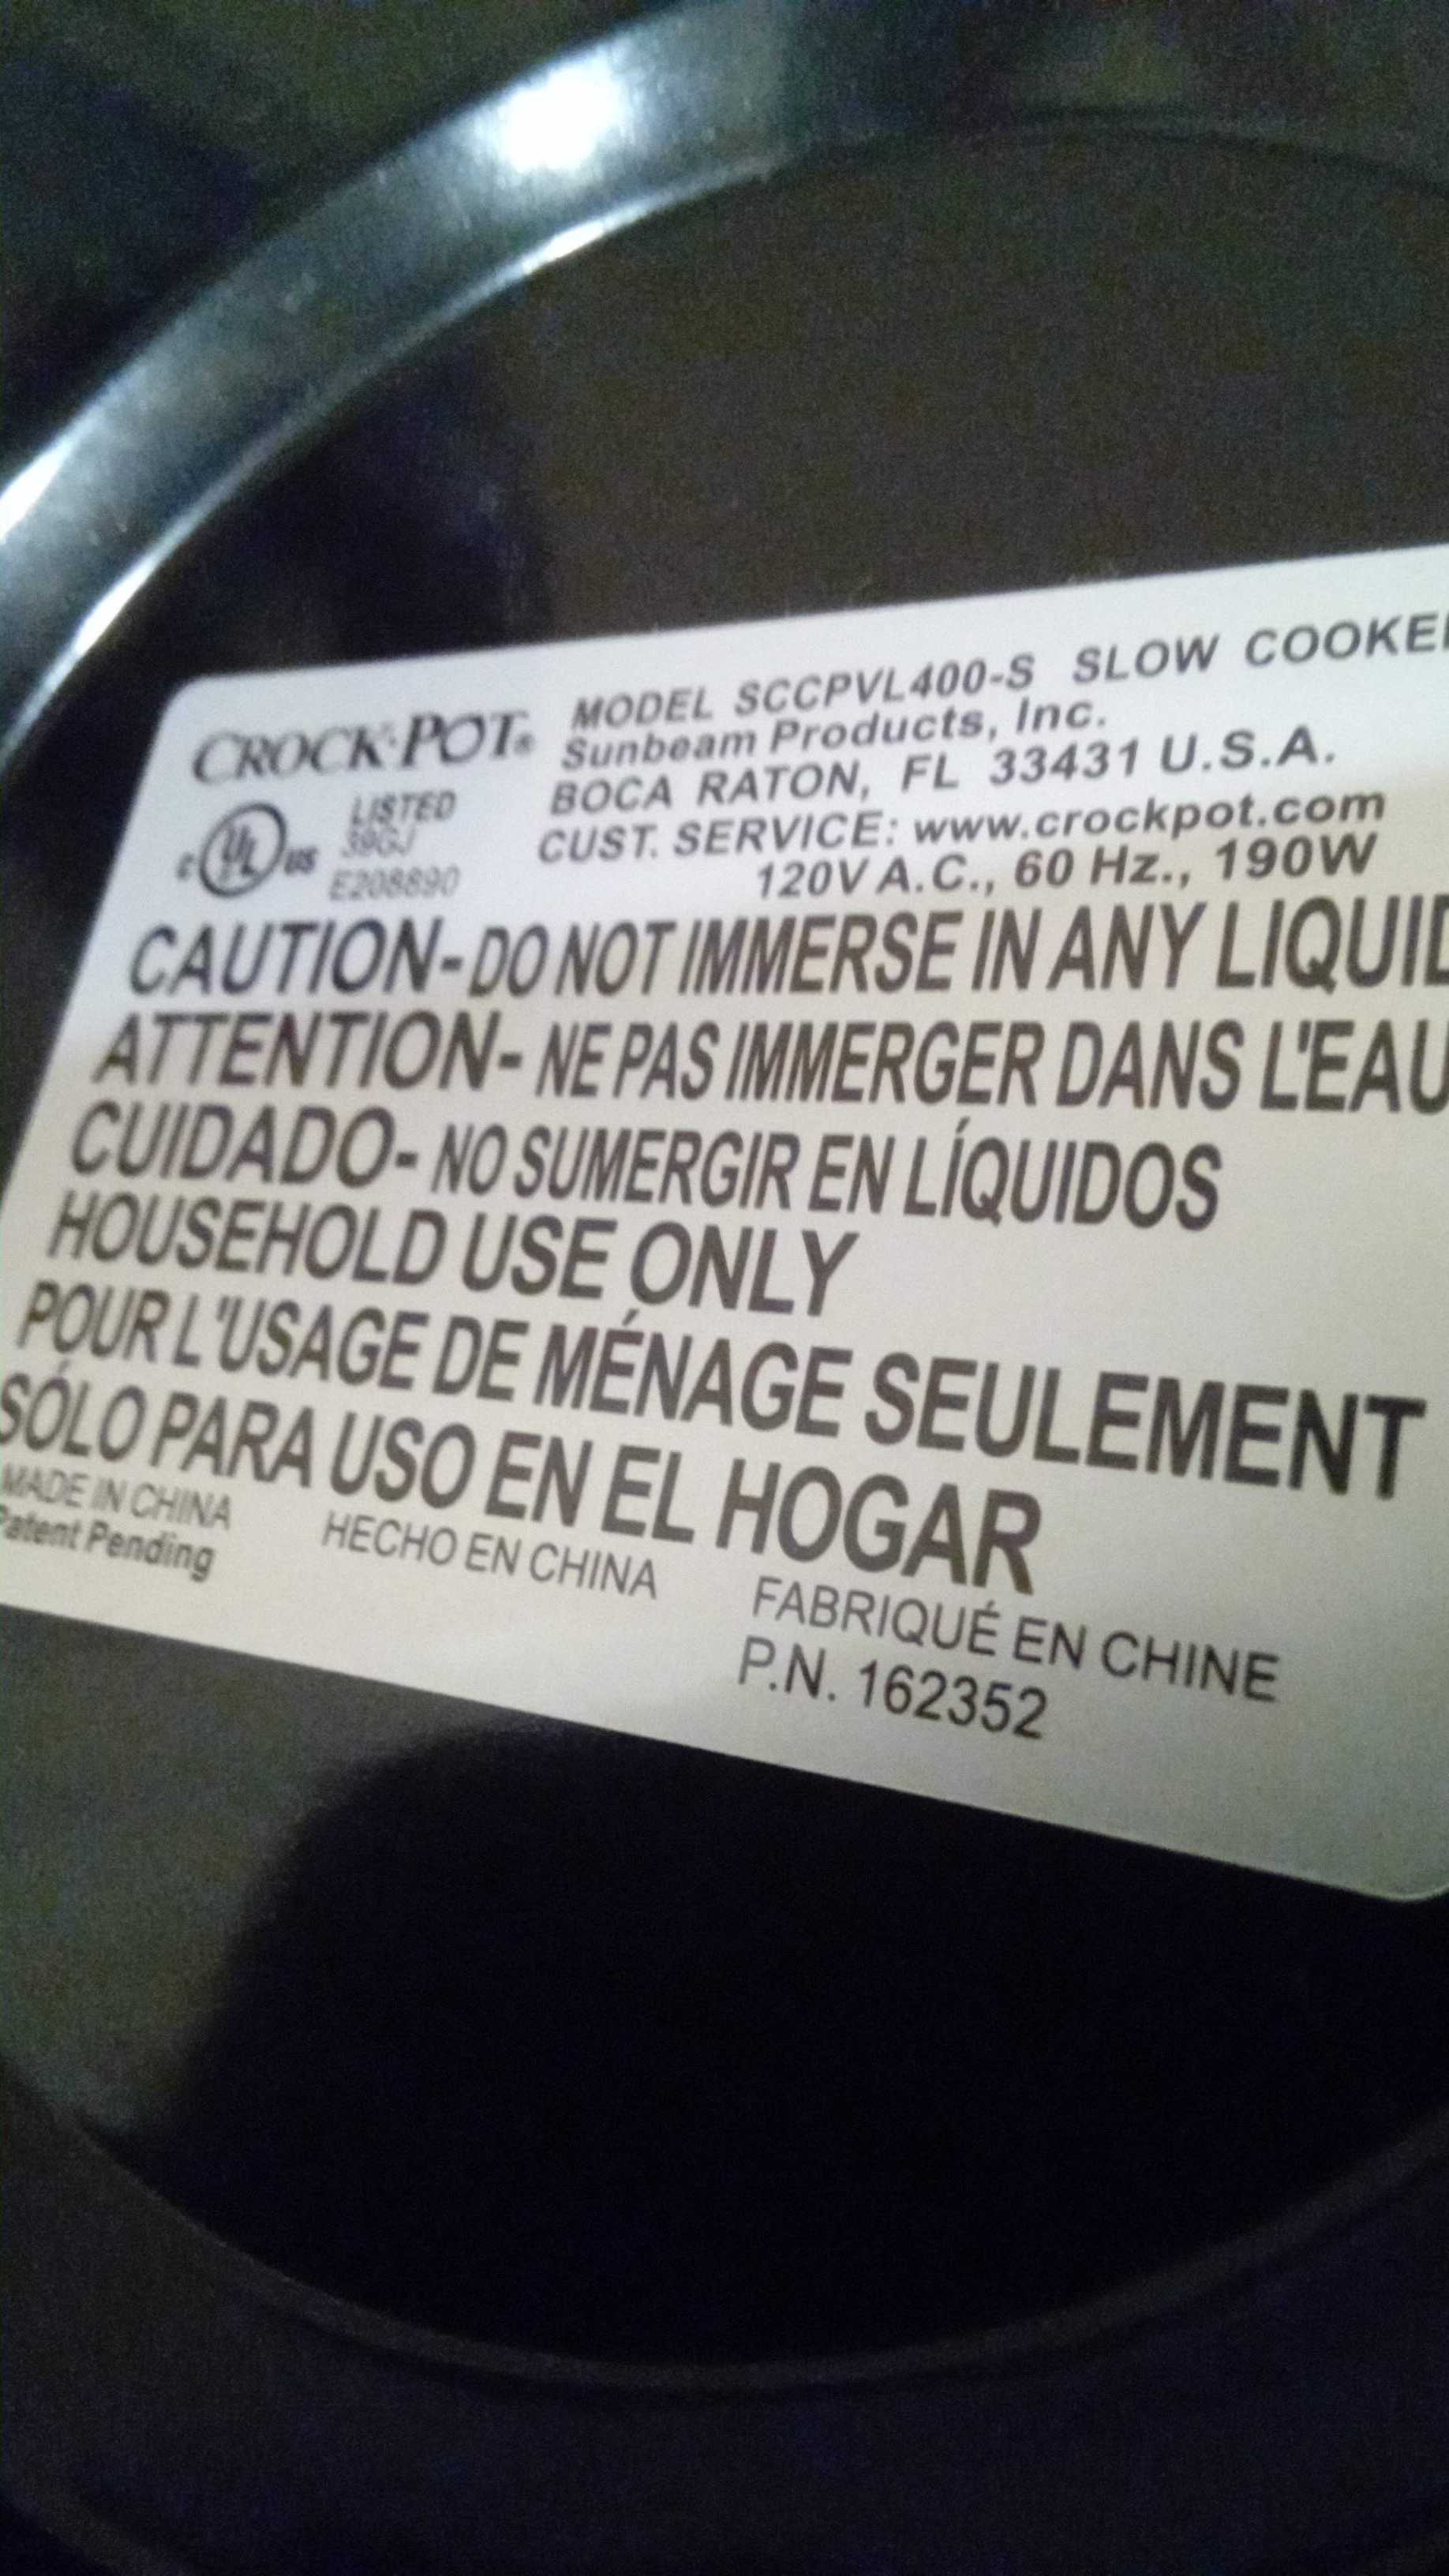 CROCK·POT®
MODEL SCCPVL400-S SLOW COOKE
Sunbeam Products, Inc.
BOCA RATON, FL 33431 U.S.A.
CUST. SERVICE: www.crockpot.com
120V A.C., 60 Hz., 190W
C UL US
LISTED
39GJ
E208890
CAUTION- DO NOT IMMERSE IN ANY LIQUID
ATTENTION- NE PAS IMMERGER DANS L'EAU
CUIDADO- NO SUMERGIR EN LÍQUIDOS
HOUSEHOLD USE ONLY
POUR L'USAGE DE MÉNAGE SEULEMENT
SÓLO PARA USO EN EL HOGAR
MADE IN CHINA HECHO EN CHINA FABRIQUÉ EN CHINE
Patent Pending P.N. 162352